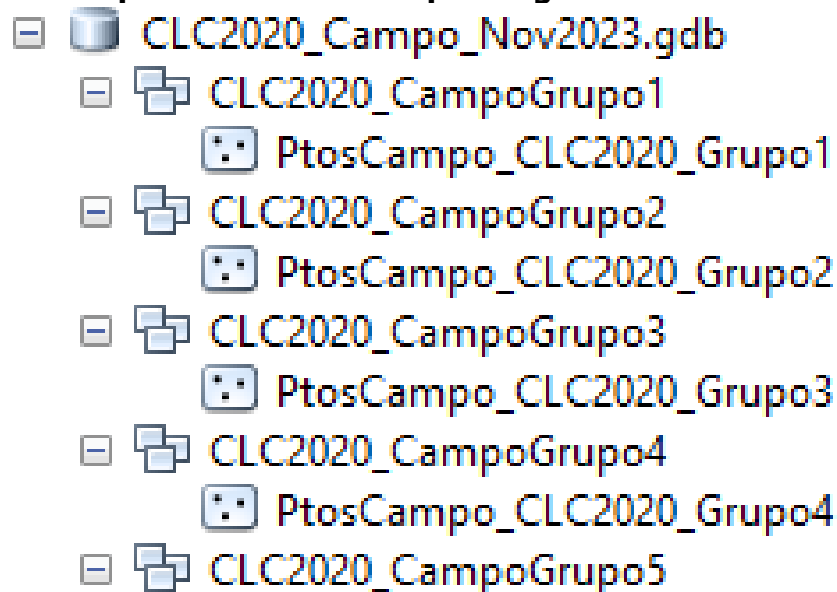 CLC2020_Campo_Nov2023.gdb
CLC2020_CampoGrupo1
PtosCampo_CLC2020_Grupo1
CLC2020_CampoGrupo2
PtosCampo_CLC2020_Grupo2
CLC2020_CampoGrupo3
PtosCampo_CLC2020_Grupo3
CLC2020_CampoGrupo4
PtosCampo_CLC2020_Grupo4
CLC2020_CampoGrupo5